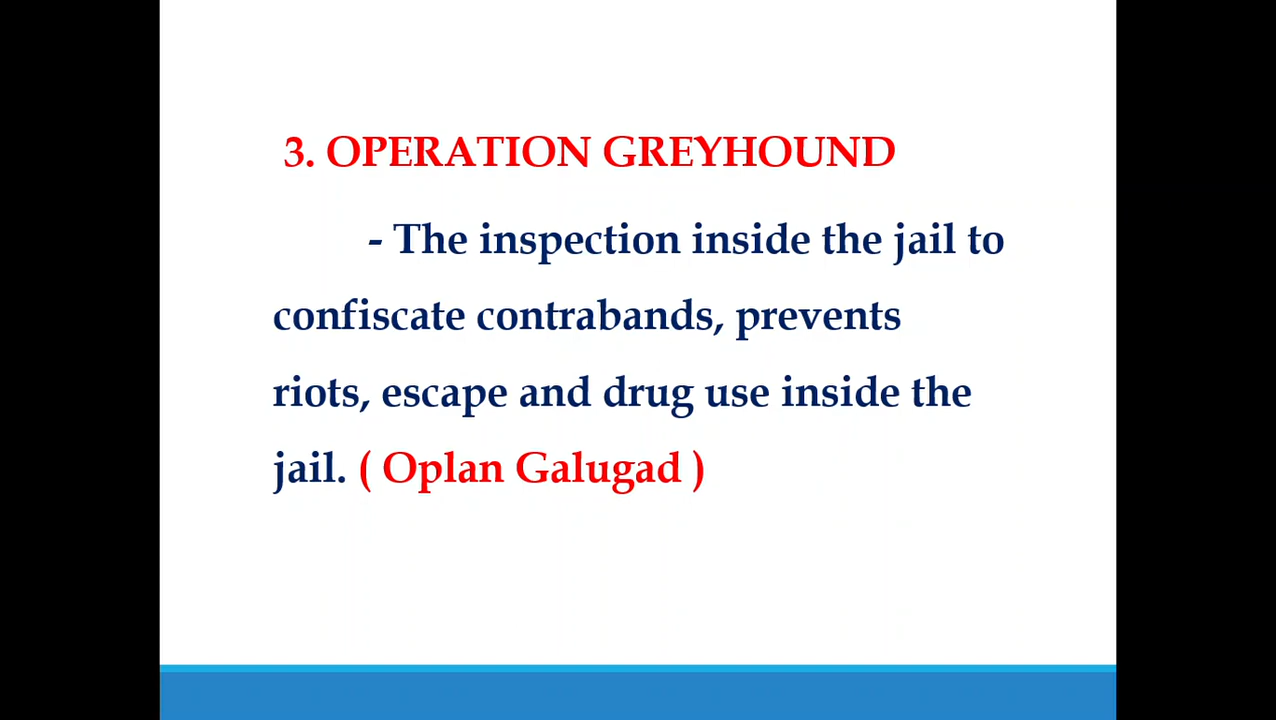 3. OPERATION GREYHOUND
- The inspection inside the jail to
confiscate contrabands, prevents
riots, escape and drug use inside the
jail. ( Oplan Galugad )